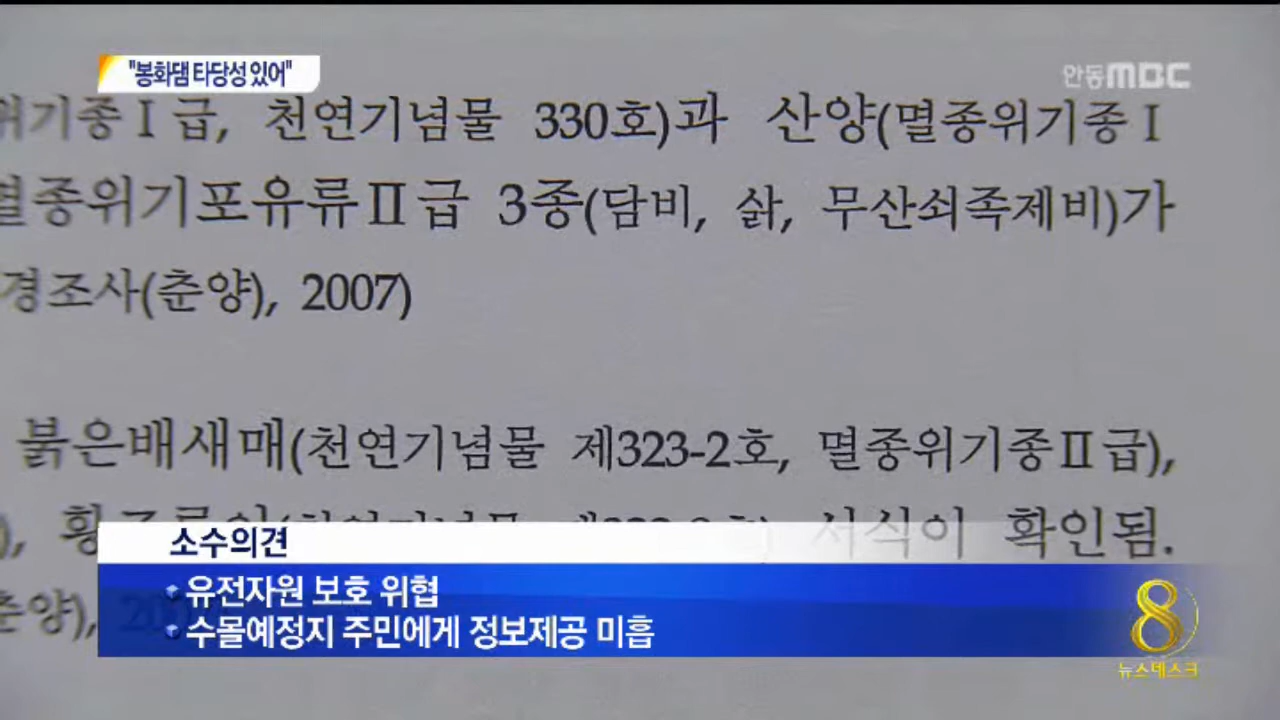 "봉화댐 타당성 있어"
안동MBC
위기종Ⅰ급, 천연기념물 330호)과 산양(멸종위기종Ⅰ
멸종위기포유류Ⅱ급 3종(담비, 삵, 무산쇠족제비)가
경조사(춘양), 2007)
붉은배새매(천연기념물 제323-2호, 멸종위기종Ⅱ급),
서식이 확인됨.
소수의견
유전자원 보호 위협
수몰예정지 주민에게 정보제공 미흡
8
뉴스데스크